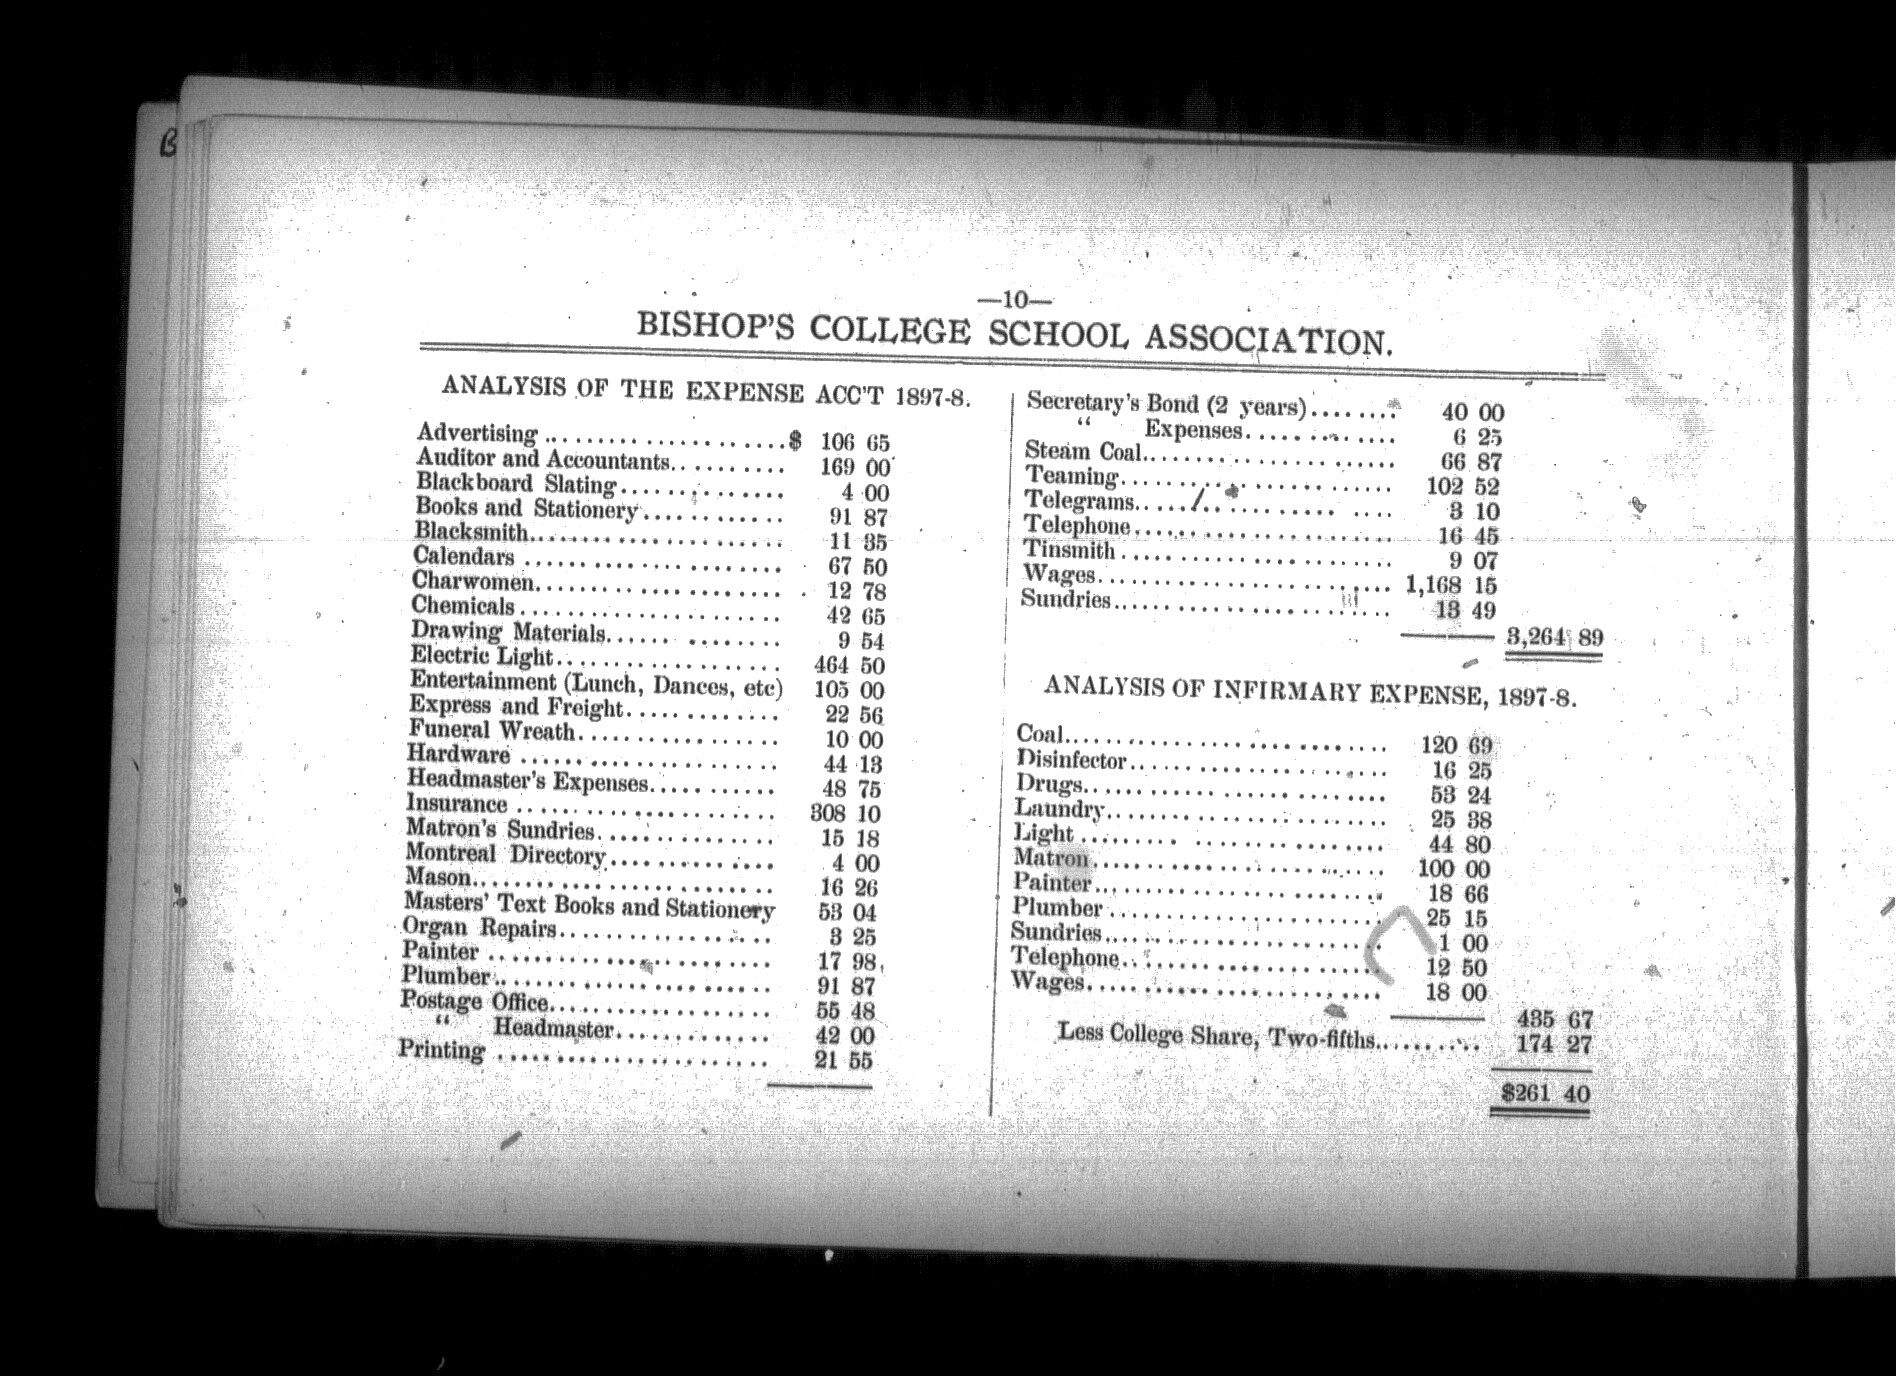 B
—10—
BISHOP'S COLLEGE SCHOOL ASSOCIATION.
ANALYSIS OF THE EXPENSE ACC'T 1897-8.
Advertising ......................$ 106 65
Auditor and Accountants.......... 169 00
Blackboard Slating............... 4 00
Books and Stationery............ 91 87
Blacksmith...................... 11 35
Calendars ...................... 67 50
Charwomen...................... 12 78
Chemicals....................... 42 65
Drawing Materials...... ........ 9 54
Electric Light.................... 464 50
Entertainment (Lunch, Dances, etc) 105 00
Express and Freight............. 22 56
Funeral Wreath................. 10 00
Hardware ...................... 44 13
Headmaster's Expenses........... 48 75
Insurance ...................... 308 10
Matron's Sundries............... 15 18
Montreal Directory.............. 4 00
Mason.......................... 16 26
Masters' Text Books and Stationery 53 04
Organ Repairs.................. 3 25
Painter ........................ 17 98
Plumber........................ 91 87
Postage Office................... 55 48
“ Headmaster............. 42 00
Printing ....................... 21 55
Secretary's Bond (2 years)........ 40 00
“ Expenses............. 6 25
Steam Coal...................... 66 87
Teaming........................ 102 52
Telegrams.................. .... 3 10
Telephone...................... 16 45
Tinsmith ....................... 9 07
Wages......................... 1,168 15
Sundries........................ 13 49
3,264 89
ANALYSIS OF INFIRMARY EXPENSE, 1897-8.
Coal........................... 120 69
Disinfector...................... 16 25
Drugs.......................... 53 24
Laundry........................ 25 38
Light ......... ................ 44 80
Matron......................... 100 00
Painter......................... 18 66
Plumber........................ 25 15
Sundries........................ 1 00
Telephone...................... 12 50
Wages......................... 18 00
435 67
Less College Share, Two-fifths.......... 174 27
$261 40